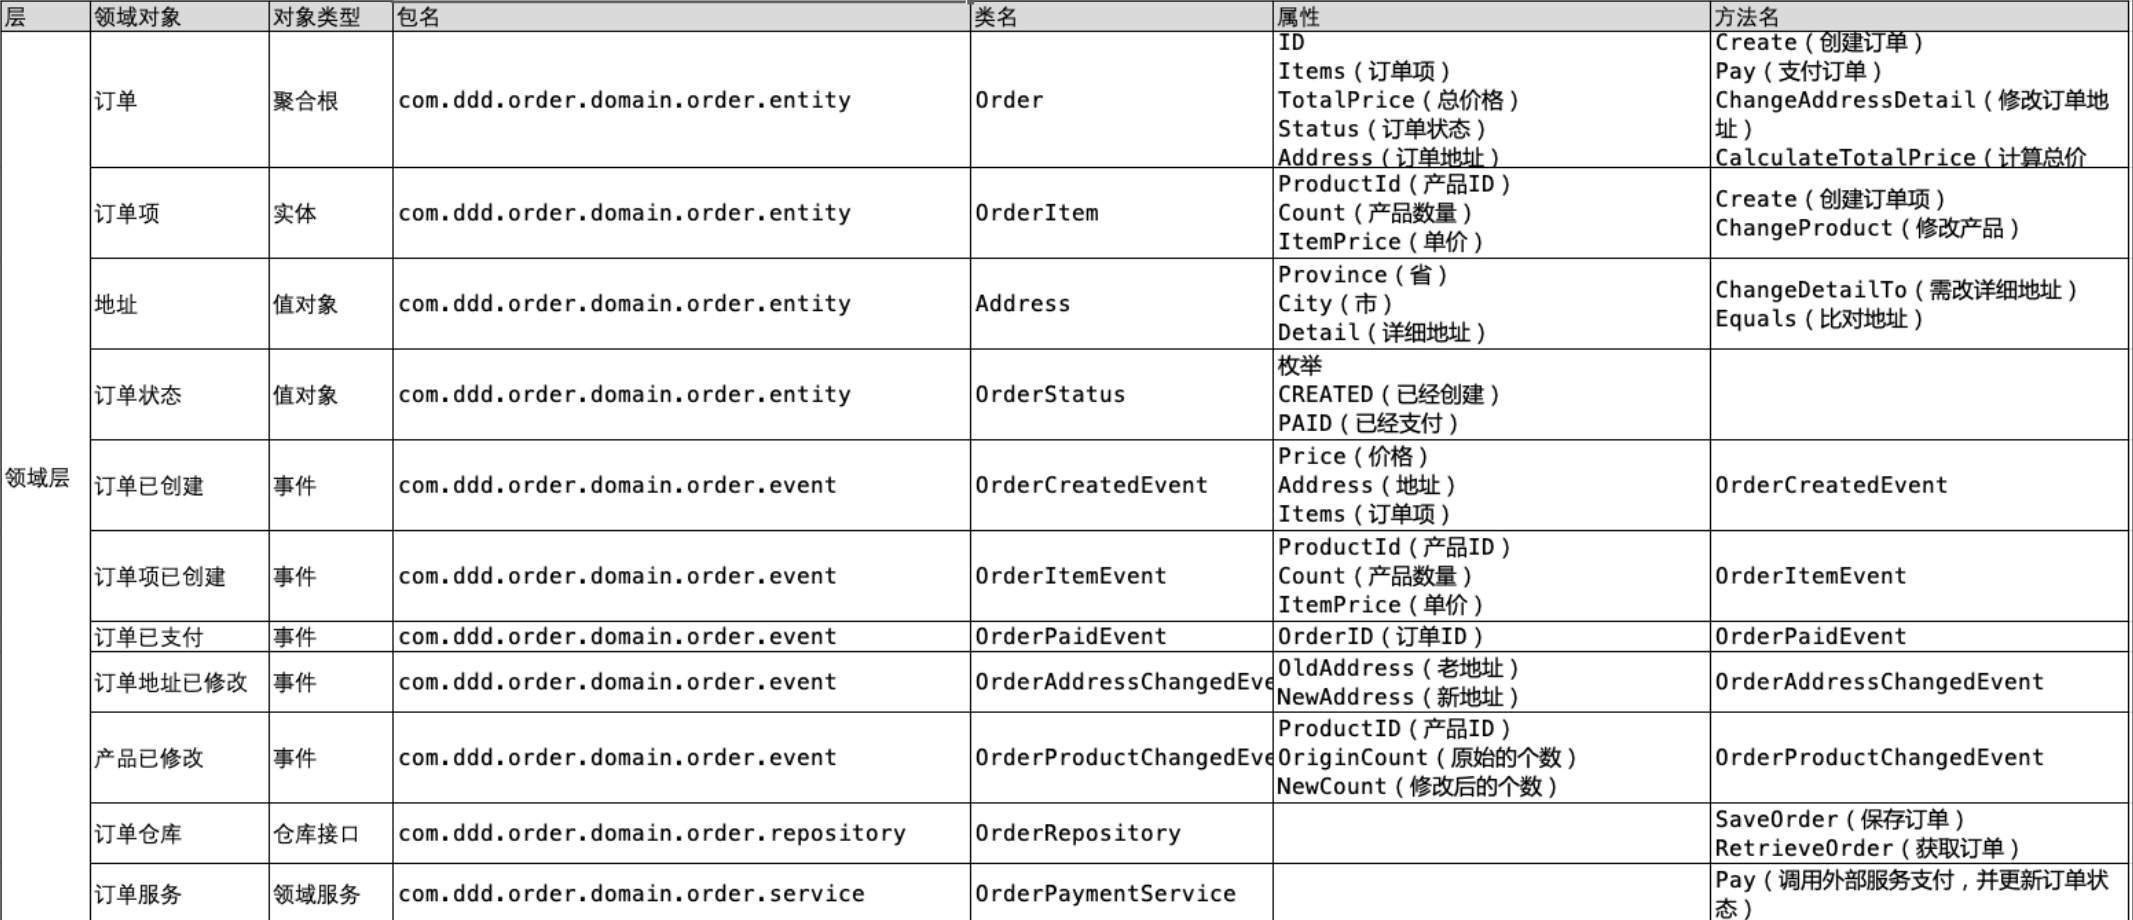 层 领域对象 对象类型 包名 类名 属性 方法名
领域层
订单 聚合根 com.ddd.order.domain.order.entity Order
ID
Items（订单项）
TotalPrice（总价格）
Status（订单状态）
Address（订单地址）
Create（创建订单）
Pay（支付订单）
ChangeAddressDetail（修改订单地
址）
CalculateTotalPrice（计算总价
订单项 实体 com.ddd.order.domain.order.entity OrderItem
ProductId（产品ID）
Count（产品数量）
ItemPrice（单价）
Create（创建订单项）
ChangeProduct（修改产品）
地址 值对象 com.ddd.order.domain.order.entity Address
Province（省）
City（市）
Detail（详细地址）
ChangeDetailTo（需改详细地址）
Equals（比对地址）
订单状态 值对象 com.ddd.order.domain.order.entity OrderStatus
枚举
CREATED（已经创建）
PAID（已经支付）
订单已创建 事件 com.ddd.order.domain.order.event OrderCreatedEvent
Price（价格）
Address（地址）
Items（订单项）
OrderCreatedEvent
订单项已创建 事件 com.ddd.order.domain.order.event OrderItemEvent
ProductId（产品ID）
Count（产品数量）
ItemPrice（单价）
OrderItemEvent
订单已支付 事件 com.ddd.order.domain.order.event OrderPaidEvent OrderID（订单ID） OrderPaidEvent
订单地址已修改 事件 com.ddd.order.domain.order.event OrderAddressChangedEve
OldAddress（老地址）
NewAddress（新地址）
OrderAddressChangedEvent
产品已修改 事件 com.ddd.order.domain.order.event OrderProductChangedEve
ProductID（产品ID）
OriginCount（原始的个数）
NewCount（修改后的个数）
OrderProductChangedEvent
订单仓库 仓库接口 com.ddd.order.domain.order.repository OrderRepository
SaveOrder（保存订单）
RetrieveOrder（获取订单）
订单服务 领域服务 com.ddd.order.domain.order.service OrderPaymentService
Pay（调用外部服务支付，并更新订单状
态）